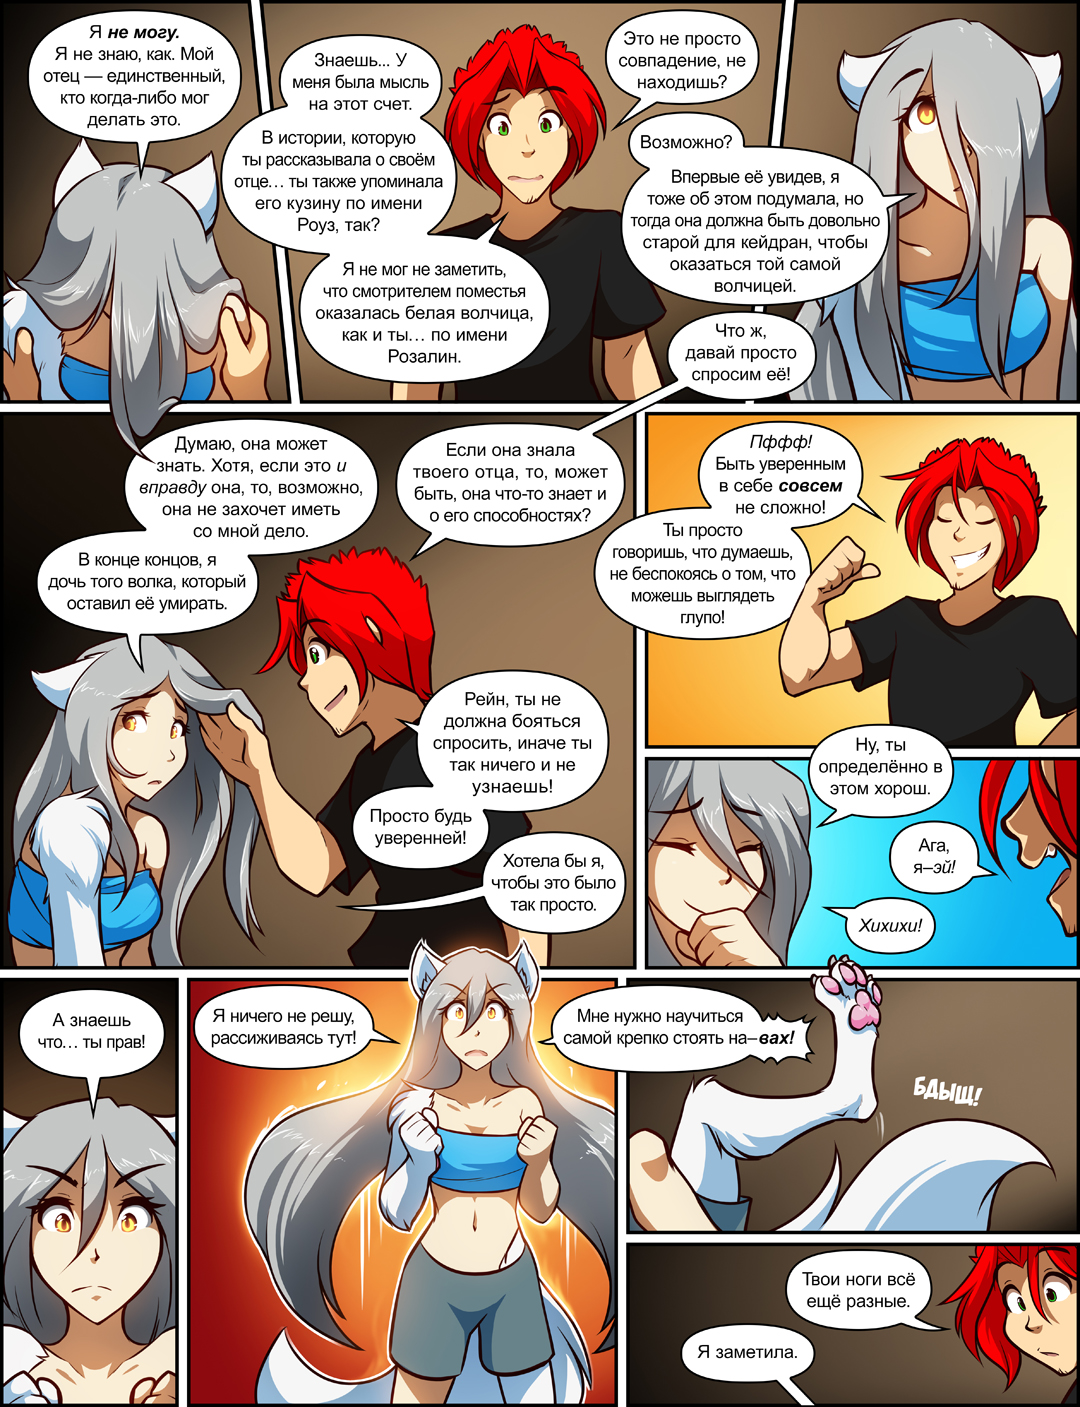 Я не могу.
Я не знаю, как. Мой
отец — единственный,
кто когда-либо мог
делать это.
Знаешь... У
меня была мысль
на этот счет.
В истории, которую
ты рассказывала о своём
отце... ты также упоминала
его кузину по имени
Роуз, так?
Я не мог не заметить,
что смотрителем поместья
оказалась белая волчица,
как и ты... по имени
Розалин.
Это не просто
совпадение, не
находишь?
Возможно?
Впервые её увидев, я
тоже об этом подумала, но
тогда она должна быть довольно
старой для кейдран, чтобы
оказаться той самой
волчицей.
Что ж,
давай просто
спросим её!
Если она знала
твоего отца, то, может
быть, она что-то знает и
о его способностях?
Думаю, она может
знать. Хотя, если это и
вправду она, то, возможно,
она не захочет иметь
со мной дело.
В конце концов, я
дочь того волка, который
оставил её умирать.
Рейн, ты не
должна бояться
спросить, иначе ты
так ничего и не
узнаешь!
Просто будь
уверенней!
Хотела бы я,
чтобы это было
так просто.
Пффф!
Быть уверенным
в себе совсем
не сложно!
Ты просто
говоришь, что думаешь,
не беспокоясь о том, что
можешь выглядеть
глупо!
Ну, ты
определённо в
этом хорош.
Ага,
я–эй!
Хихихи!
А знаешь
что... ты прав!
Я ничего не решу,
рассиживаясь тут!
Мне нужно научиться
самой крепко стоять на–вах!
БДЫЩ!
Твои ноги всё
ещё разные.
Я заметила.